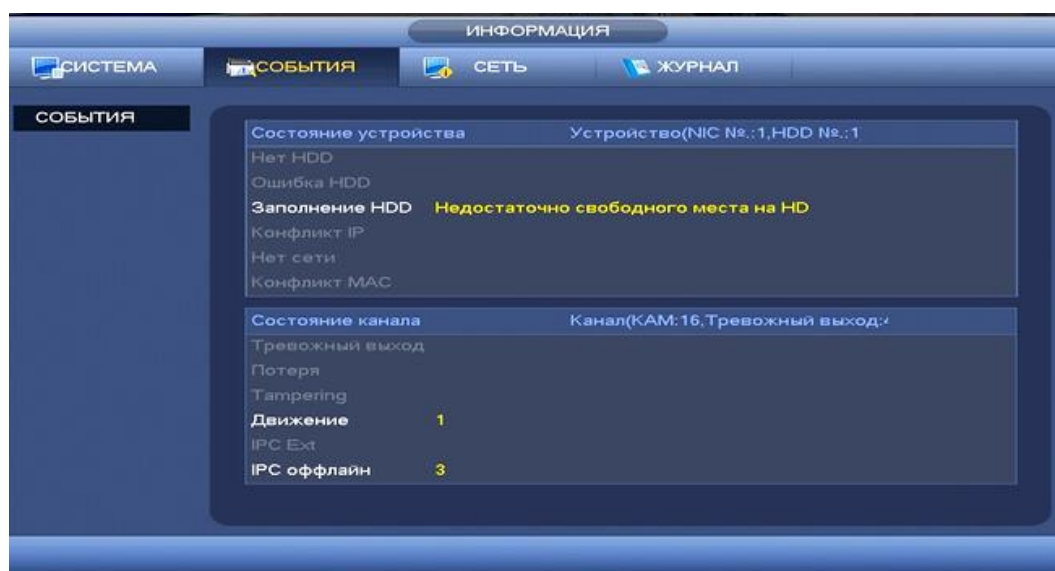 ИНФОРМАЦИЯ
СИСТЕМА СОБЫТИЯ СЕТЬ ЖУРНАЛ
СОБЫТИЯ
Состояние устройства Устройство(NIC №.:1,HDD №.:1
Нет HDD
Ошибка HDD
Заполнение HDD Недостаточно свободного места на HD
Конфликт IP
Нет сети
Конфликт MAC
Состояние канала Канал(КАМ:16,Тревожный выход:
Тревожный выход
Потеря
Tampering
Движение 1
IPC Ext
IPC оффлайн 3